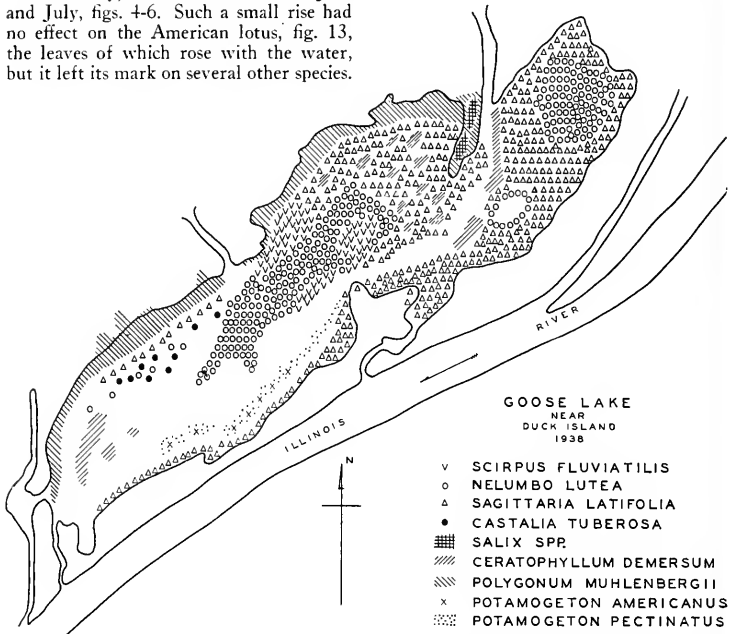 and July, figs. 4-6. Such a small rise had
no effect on the American lotus, fig. 13,
the leaves of which rose with the water,
but it left its mark on several other species.
RIVER
ILLINOIS
GOOSE LAKE
NEAR
DUCK ISLAND
1938
N
SCIRPUS FLUVIATILIS
NELUMBO LUTEA
SAGITTARIA LATIFOLIA
CASTALIA TUBEROSA
SALIX SPP.
CERATOPHYLLUM DEMERSUM
POLYGONUM MUHLENBERGII
POTAMOGETON AMERICANUS
POTAMOGETON PECTINATUS